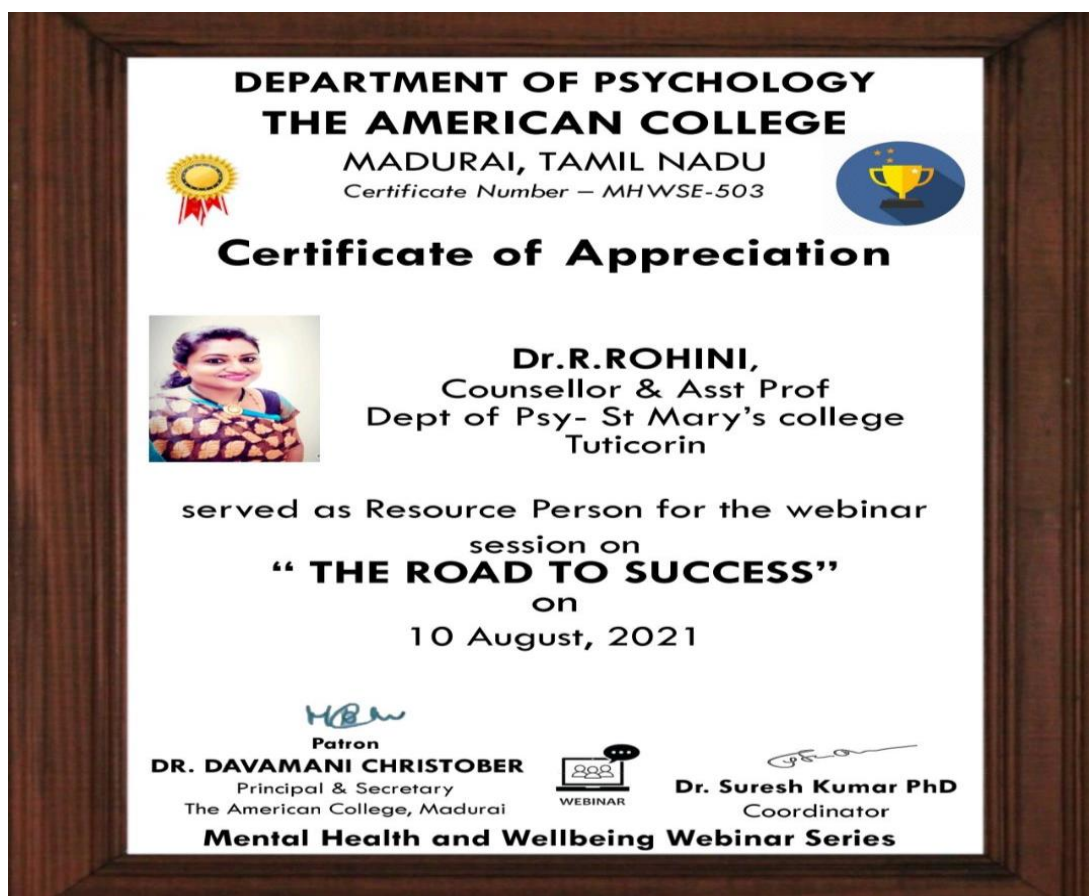 DEPARTMENT OF PSYCHOLOGY
THE AMERICAN COLLEGE
MADURAI, TAMIL NADU
Certificate Number – MHWSE-503
Certificate of Appreciation
Dr.R.ROHINI,
Counsellor & Asst Prof
Dept of Psy- St Mary's college
Tuticorin
served as Resource Person for the webinar
session on
“ THE ROAD TO SUCCESS”
on
10 August, 2021
Patron
DR. DAVAMANI CHRISTOBER
Principal & Secretary
The American College, Madurai
WEBINAR
Dr. Suresh Kumar PhD
Coordinator
Mental Health and Wellbeing Webinar Series